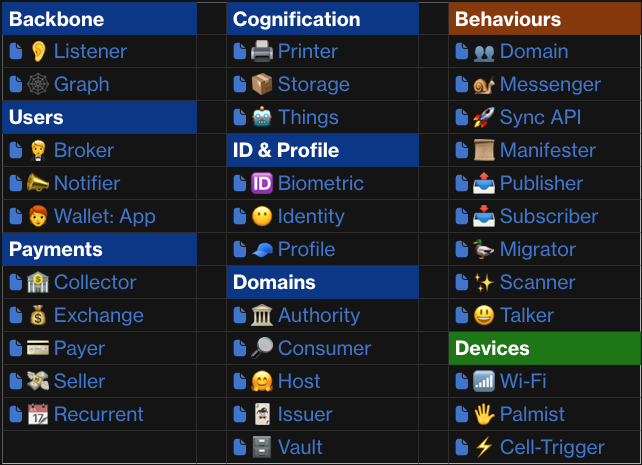 Backbone
Listener
Graph
Users
Broker
Notifier
Wallet: App
Payments
Collector
Exchange
Payer
Seller
Recurrent
Cognification
Printer
Storage
Things
ID & Profile
Biometric
Identity
Profile
Domains
Authority
Consumer
Host
Issuer
Vault
Behaviours
Domain
Messenger
Sync API
Manifester
Publisher
Subscriber
Migrator
Scanner
Talker
Devices
Wi-Fi
Palmist
Cell-Trigger